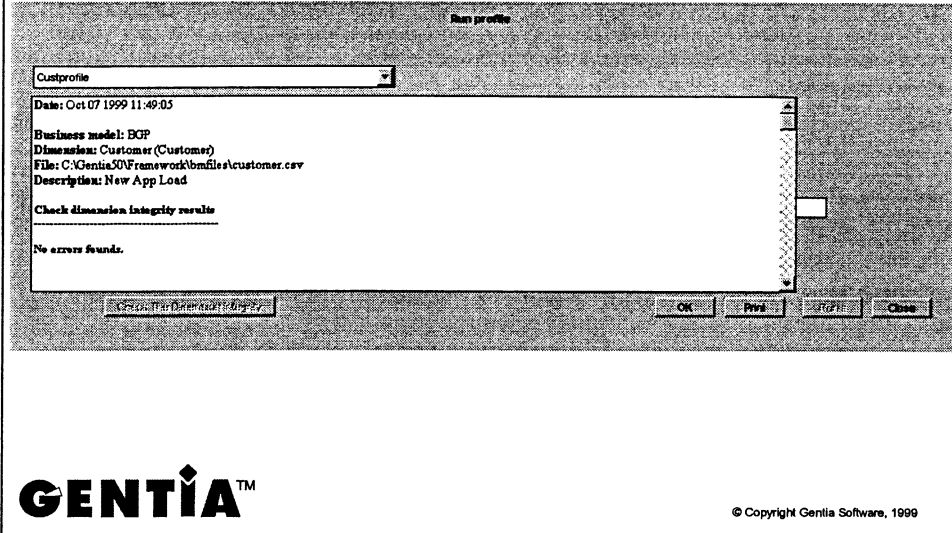 Run profile
Custprofile
Date: Oct 07 1999 11:49:05
Business model: BGP
Dimension: Customer (Customer)
File: C:\Gentia50\Framework\bmfiles\customer.csv
Description: New App Load
Check dimension integrity results
No errors founds.
OK Print Close
GENTIA™
© Copyright Gentia Software, 1999